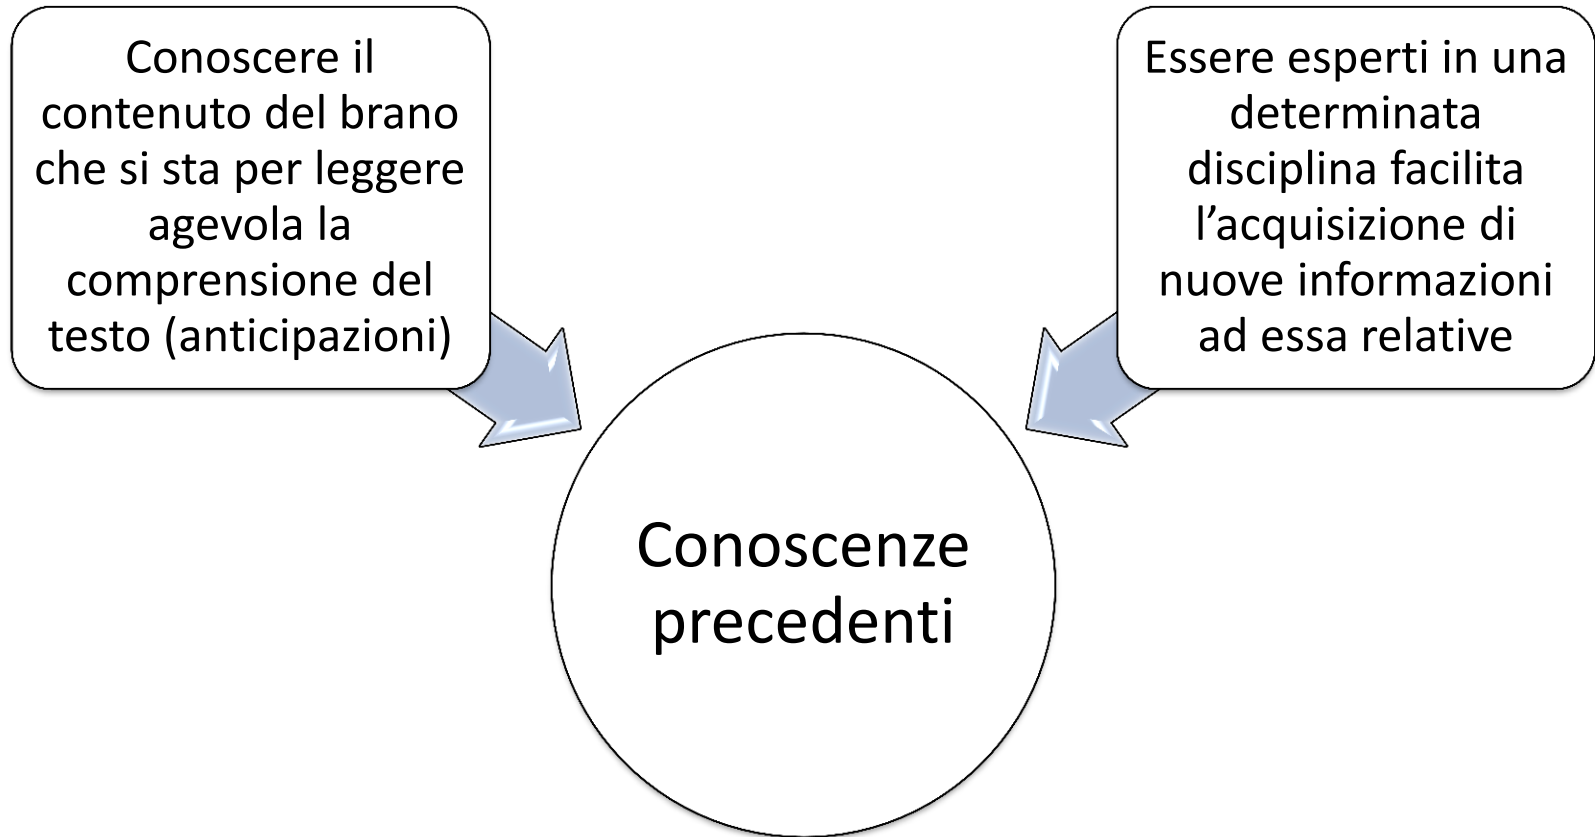 Conoscere il
contenuto del brano
che si sta per leggere
agevola la
comprensione del
testo (anticipazioni)
Essere esperti in una
determinata
disciplina facilita
l’acquisizione di
nuove informazioni
ad essa relative
Conoscenze
precedenti